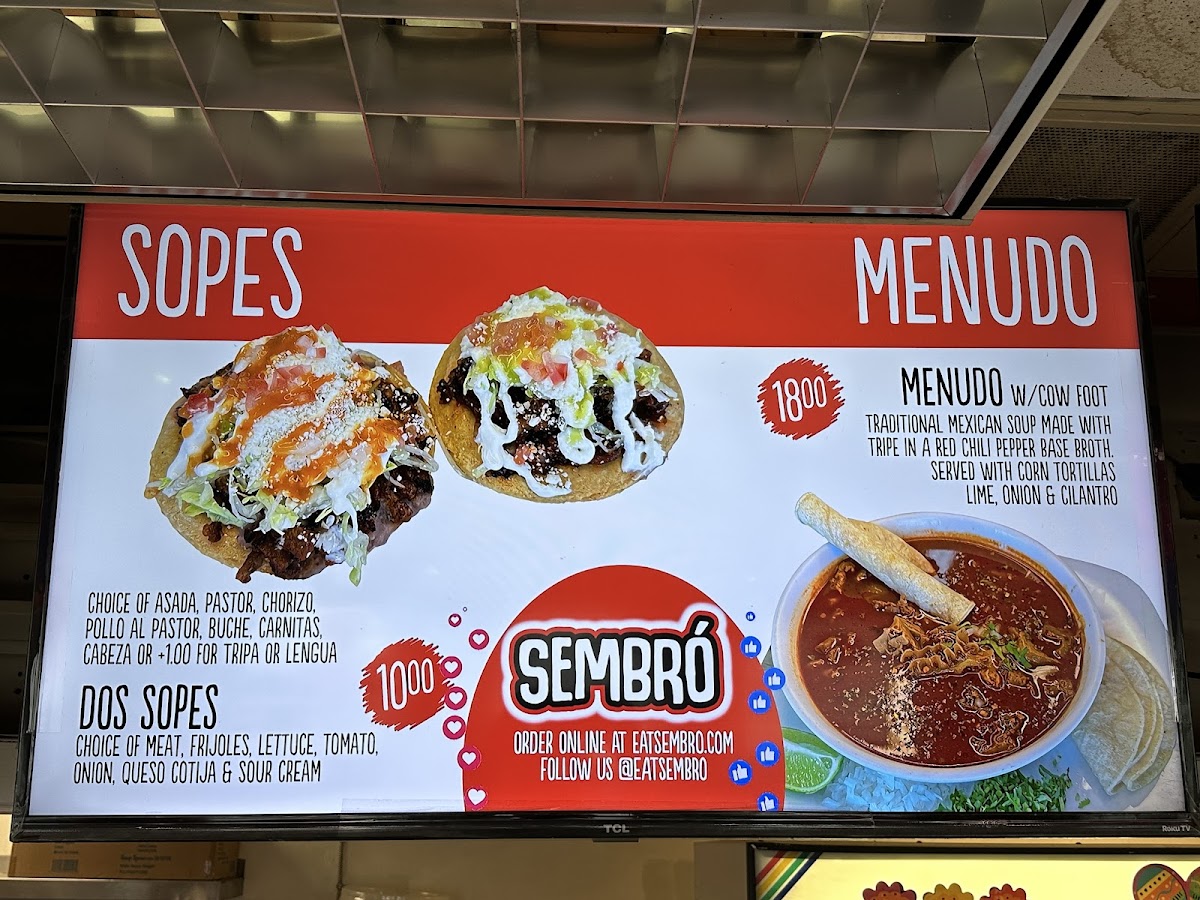 SOPES
MENUDO
18.00
MENUDO W/COW FOOT
TRADITIONAL MEXICAN SOUP MADE WITH
TRIPE IN A RED CHILI PEPPER BASE BROTH.
SERVED WITH CORN TORTILLAS
LIME, ONION & CILANTRO
CHOICE OF ASADA, PASTOR, CHORIZO,
POLLO AL PASTOR, BUCHE, CARNITAS,
CABEZA OR +1.00 FOR TRIPA OR LENGUA
10.00
DOS SOPES
CHOICE OF MEAT, FRIJOLES, LETTUCE, TOMATO,
ONION, QUESO COTIJA & SOUR CREAM
SEMBRÓ
ORDER ONLINE AT EATSEMBRO.COM
FOLLOW US @EATSEMBRO
TCL
Roku TV